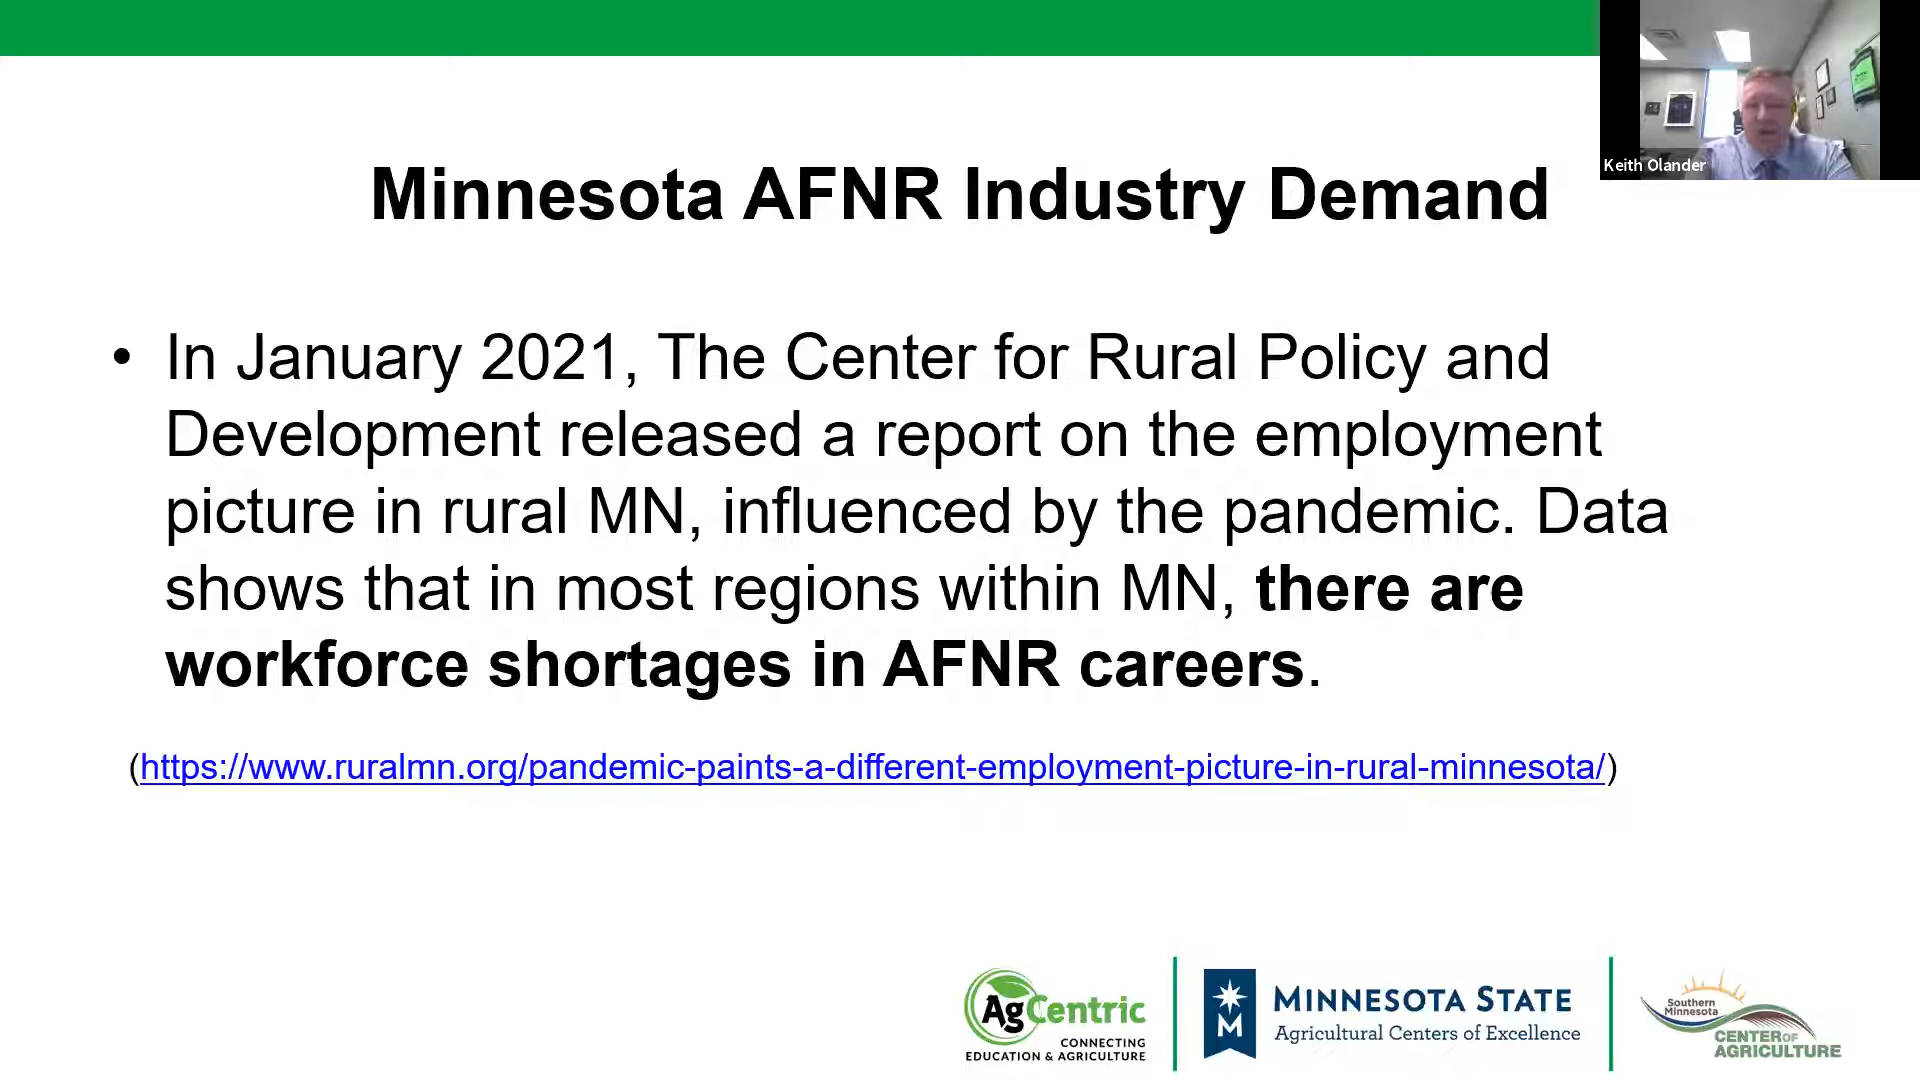 Keith Olander
Minnesota AFNR Industry Demand
• In January 2021, The Center for Rural Policy and
Development released a report on the employment
picture in rural MN, influenced by the pandemic. Data
shows that in most regions within MN, there are
workforce shortages in AFNR careers.
(https://www.ruralmn.org/pandemic-paints-a-different-employment-picture-in-rural-minnesota/)
AgCentric
CONNECTING
EDUCATION & AGRICULTURE
M
MINNESOTA STATE
Agricultural Centers of Excellence
Southern
Minnesota
CENTER OF
AGRICULTURE